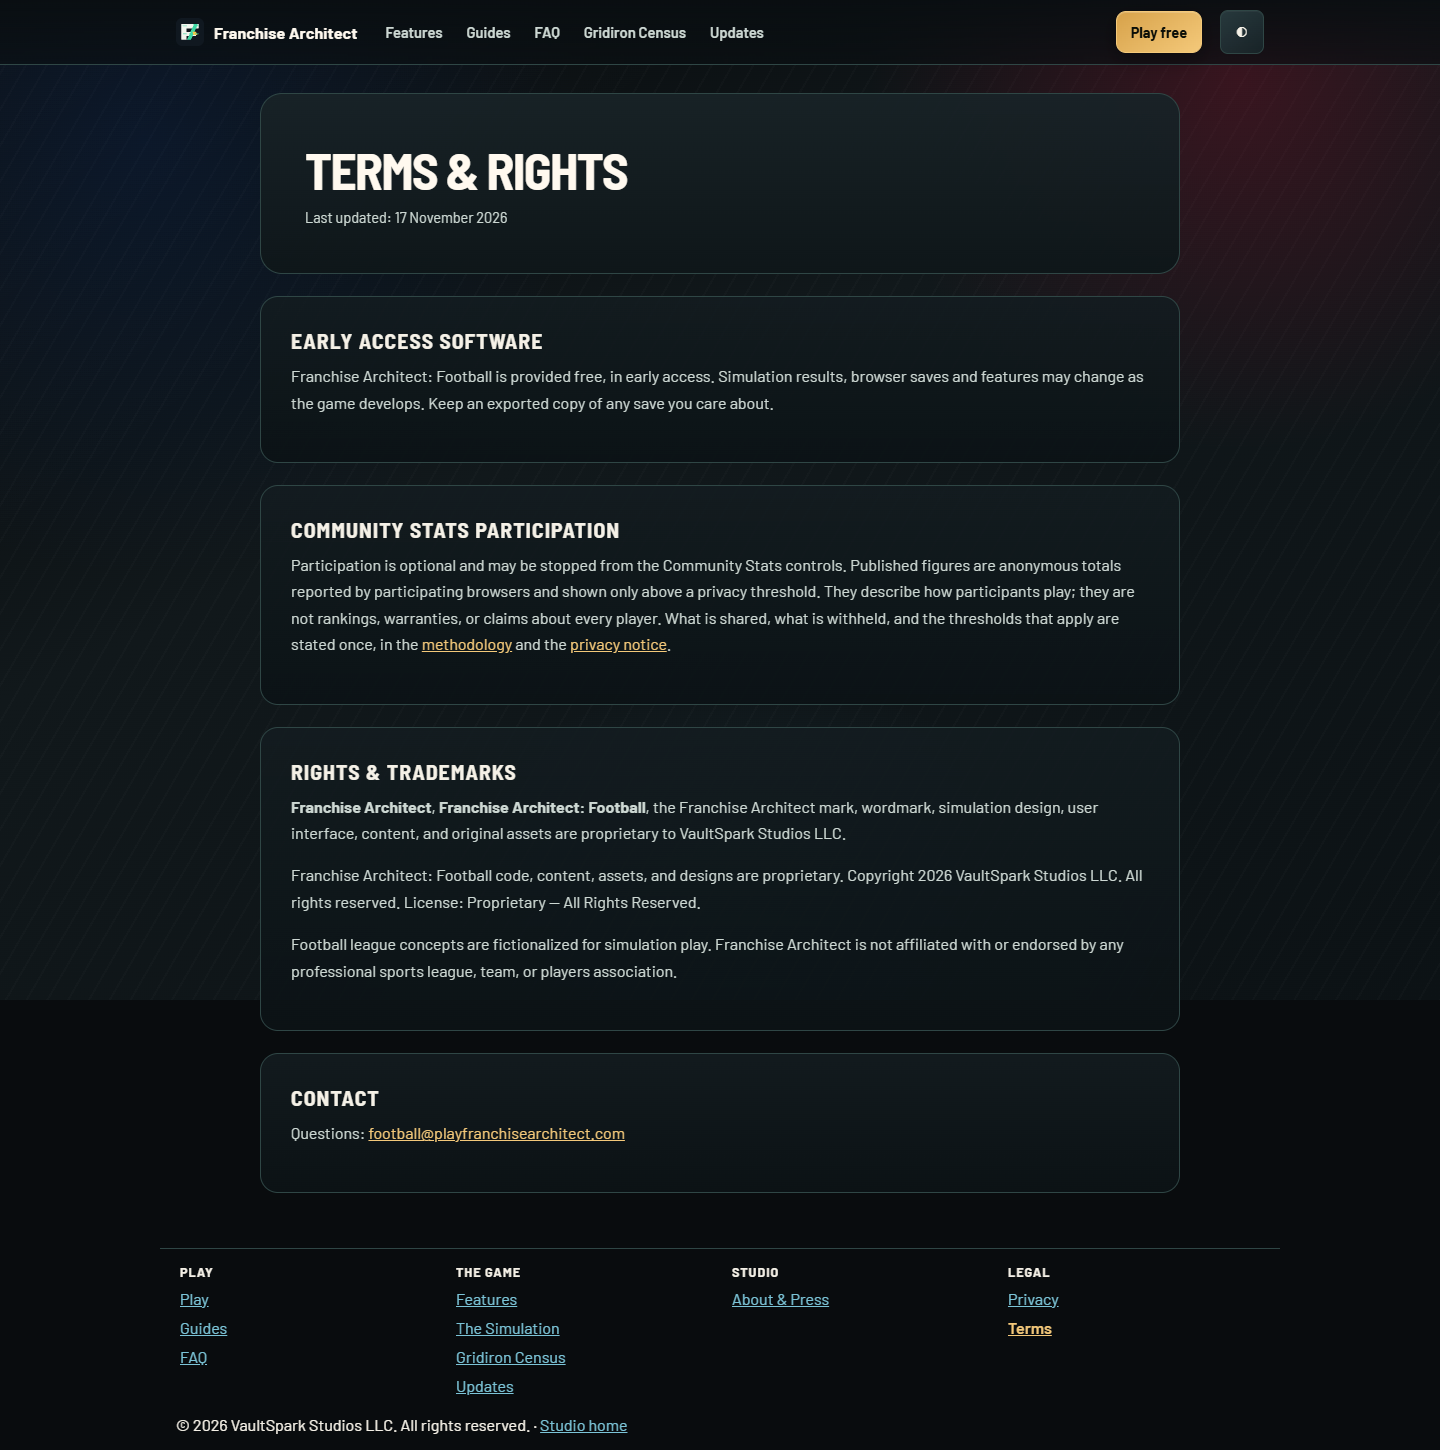 Franchise Architect
Features
Guides
FAQ
Gridiron Census
Updates
Play free
TERMS & RIGHTS
Last updated: 17 November 2026
EARLY ACCESS SOFTWARE
Franchise Architect: Football is provided free, in early access. Simulation results, browser saves and features may change as
the game develops. Keep an exported copy of any save you care about.
COMMUNITY STATS PARTICIPATION
Participation is optional and may be stopped from the Community Stats controls. Published figures are anonymous totals
reported by participating browsers and shown only above a privacy threshold. They describe how participants play; they are
not rankings, warranties, or claims about every player. What is shared, what is withheld, and the thresholds that apply are
stated once, in the methodology and the privacy notice.
RIGHTS & TRADEMARKS
Franchise Architect, Franchise Architect: Football, the Franchise Architect mark, wordmark, simulation design, user
interface, content, and original assets are proprietary to VaultSpark Studios LLC.
Franchise Architect: Football code, content, assets, and designs are proprietary. Copyright 2026 VaultSpark Studios LLC. All
rights reserved. License: Proprietary — All Rights Reserved.
Football league concepts are fictionalized for simulation play. Franchise Architect is not affiliated with or endorsed by any
professional sports league, team, or players association.
CONTACT
Questions: football@playfranchisearchitect.com
PLAY
Play
Guides
FAQ
THE GAME
Features
The Simulation
Gridiron Census
Updates
STUDIO
About & Press
LEGAL
Privacy
Terms
© 2026 VaultSpark Studios LLC. All rights reserved. · Studio home